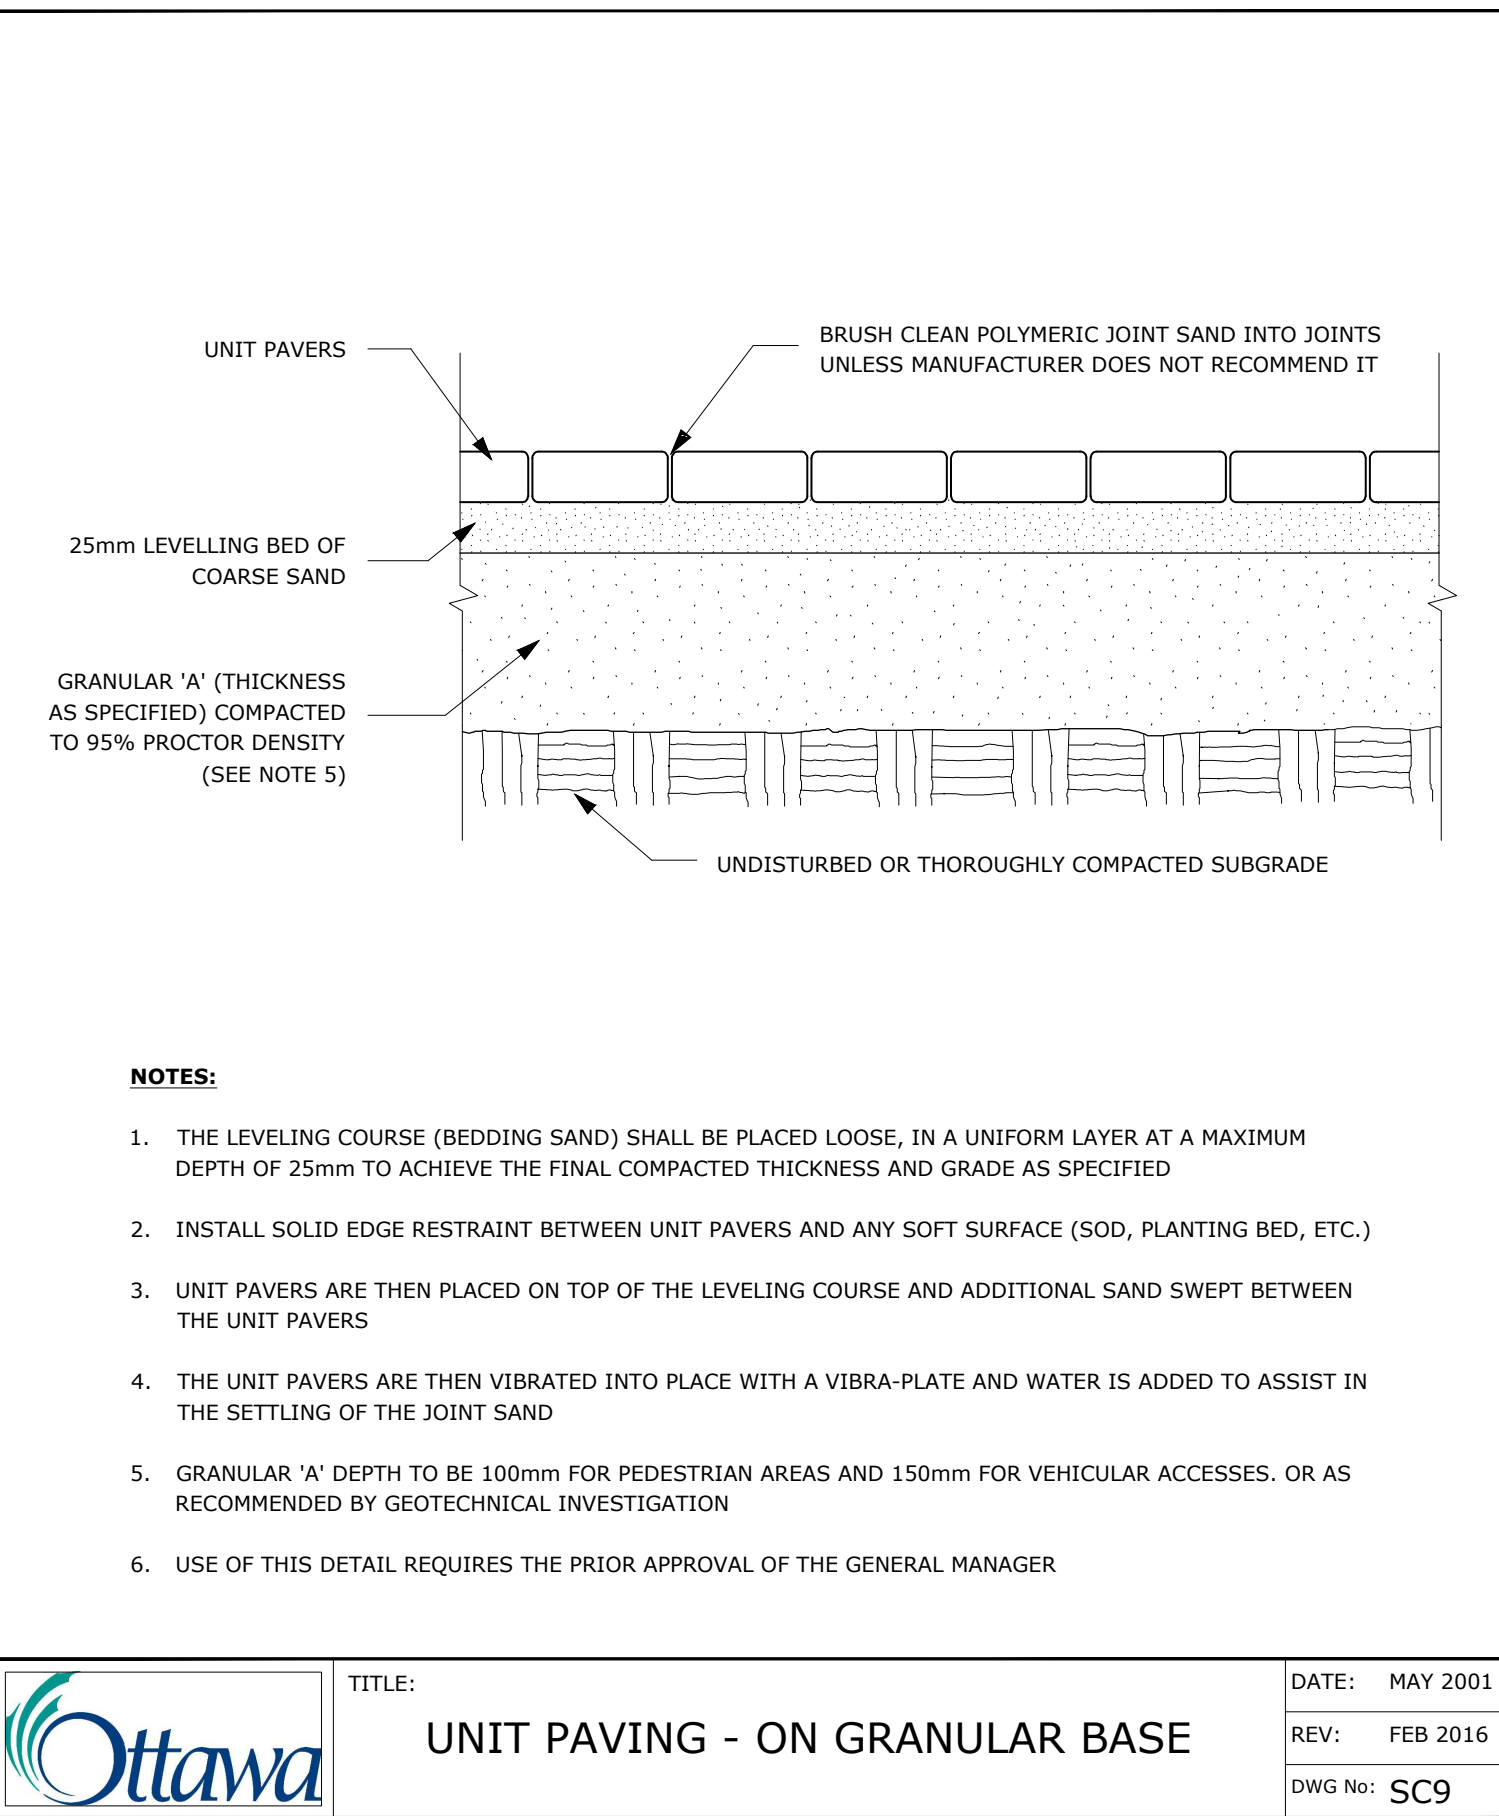 UNIT PAVERS
BRUSH CLEAN POLYMERIC JOINT SAND INTO JOINTS
UNLESS MANUFACTURER DOES NOT RECOMMEND IT
25mm LEVELLING BED OF
COARSE SAND
GRANULAR 'A' (THICKNESS
AS SPECIFIED) COMPACTED
TO 95% PROCTOR DENSITY
(SEE NOTE 5)
UNDISTURBED OR THOROUGHLY COMPACTED SUBGRADE
NOTES:
1. THE LEVELING COURSE (BEDDING SAND) SHALL BE PLACED LOOSE, IN A UNIFORM LAYER AT A MAXIMUM
DEPTH OF 25mm TO ACHIEVE THE FINAL COMPACTED THICKNESS AND GRADE AS SPECIFIED
2. INSTALL SOLID EDGE RESTRAINT BETWEEN UNIT PAVERS AND ANY SOFT SURFACE (SOD, PLANTING BED, ETC.)
3. UNIT PAVERS ARE THEN PLACED ON TOP OF THE LEVELING COURSE AND ADDITIONAL SAND SWEPT BETWEEN
THE UNIT PAVERS
4. THE UNIT PAVERS ARE THEN VIBRATED INTO PLACE WITH A VIBRA-PLATE AND WATER IS ADDED TO ASSIST IN
THE SETTLING OF THE JOINT SAND
5. GRANULAR 'A' DEPTH TO BE 100mm FOR PEDESTRIAN AREAS AND 150mm FOR VEHICULAR ACCESSES. OR AS
RECOMMENDED BY GEOTECHNICAL INVESTIGATION
6. USE OF THIS DETAIL REQUIRES THE PRIOR APPROVAL OF THE GENERAL MANAGER
Ottawa
TITLE:
UNIT PAVING - ON GRANULAR BASE
DATE: MAY 2001
REV: FEB 2016
DWG No: SC9